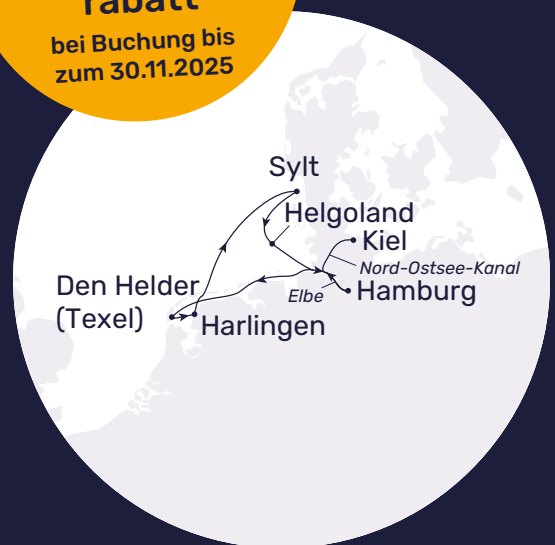 rabatt
bei Buchung bis
zum 30.11.2025
Sylt
Helgoland
Kiel
Nord-Ostsee-Kanal
Den Helder
(Texel)
Elbe
Hamburg
Harlingen